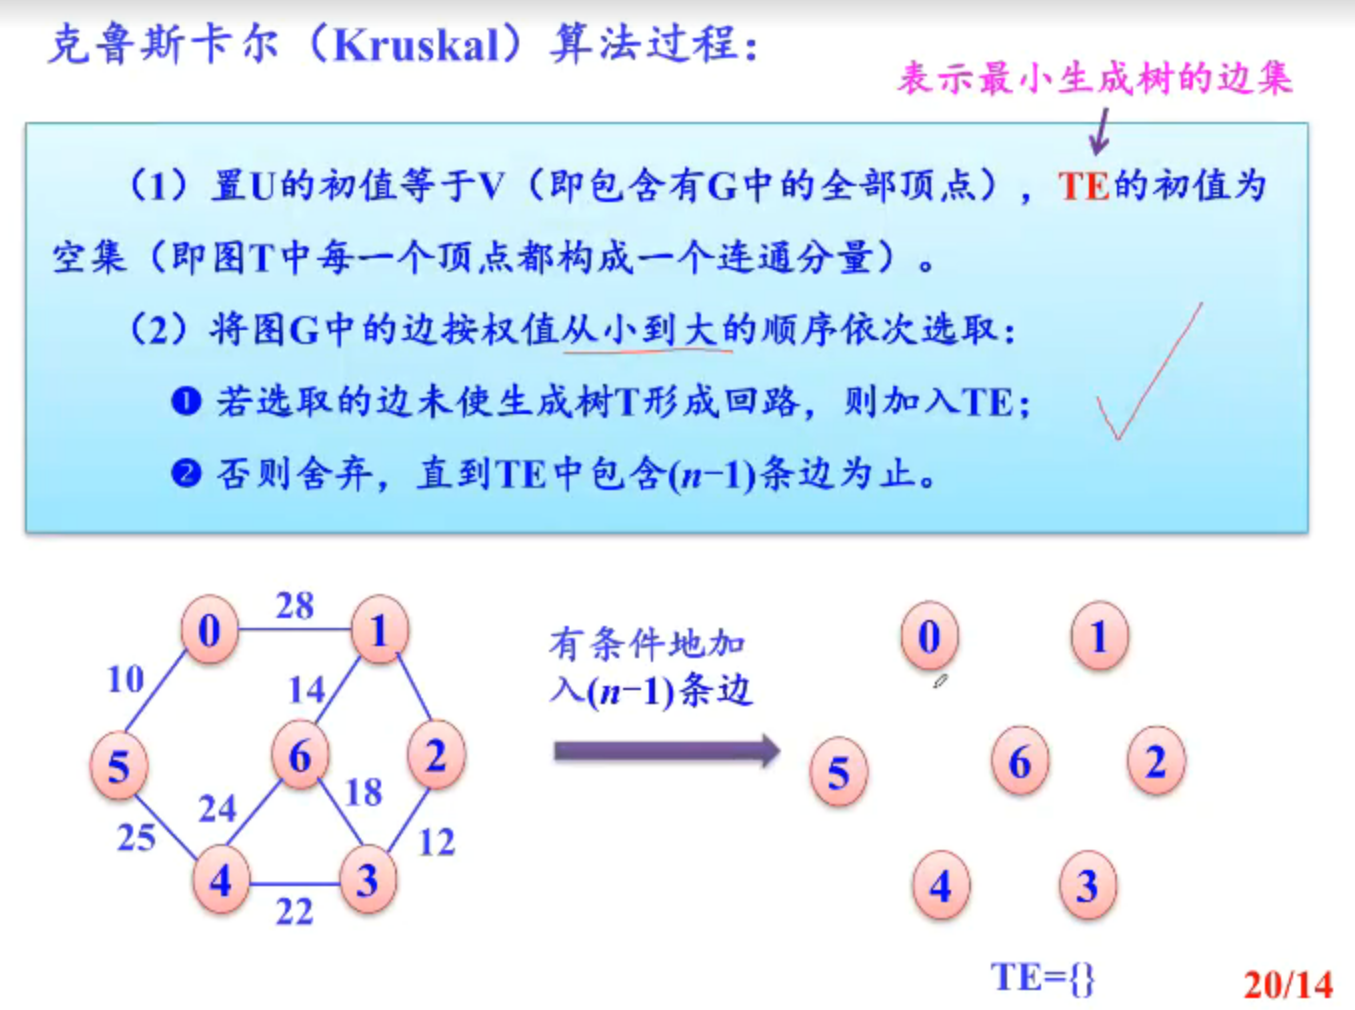 克鲁斯卡尔（Kruskal）算法过程：
表示最小生成树的边集
（1）置U的初值等于V（即包含有G中的全部顶点），TE的初值为
空集（即图T中每一个顶点都构成一个连通分量）。
（2）将图G中的边按权值从小到大的顺序依次选取：
❶ 若选取的边未使生成树T形成回路，则加入TE；
❷ 否则舍弃，直到TE中包含(n−1)条边为止。
0
28
1
10
14
5
6
2
24
18
25
12
4
3
22
有条件地加
入(n−1)条边
0
1
5
6
2
4
3
TE={}
20/14